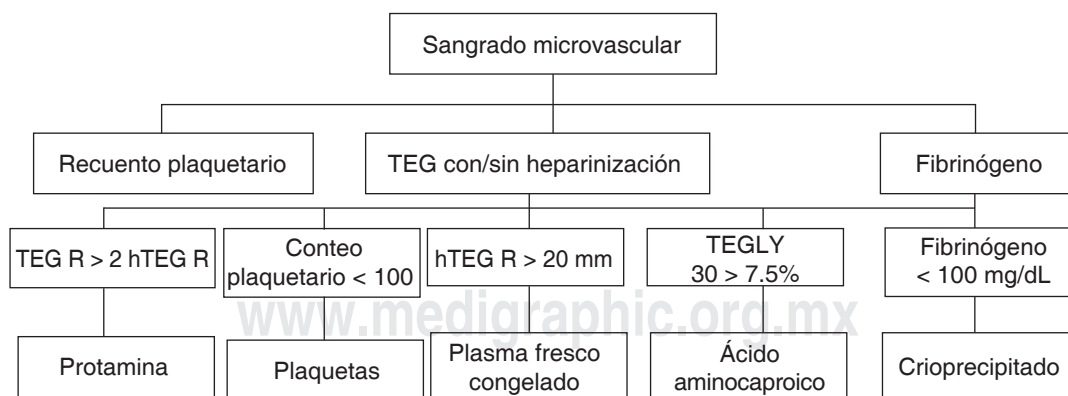 Sangrado microvascular
Recuento plaquetario
TEG con/sin heparinización
Fibrinógeno
TEG R > 2 hTEG R
Conteo
plaquetario < 100
hTEG R > 20 mm
TEGLY
30 > 7.5%
Fibrinógeno
< 100 mg/dL
www.medigraphic.org.mx
Protamina
Plaquetas
Plasma fresco
congelado
Ácido
aminocaproico
Crioprecipitado